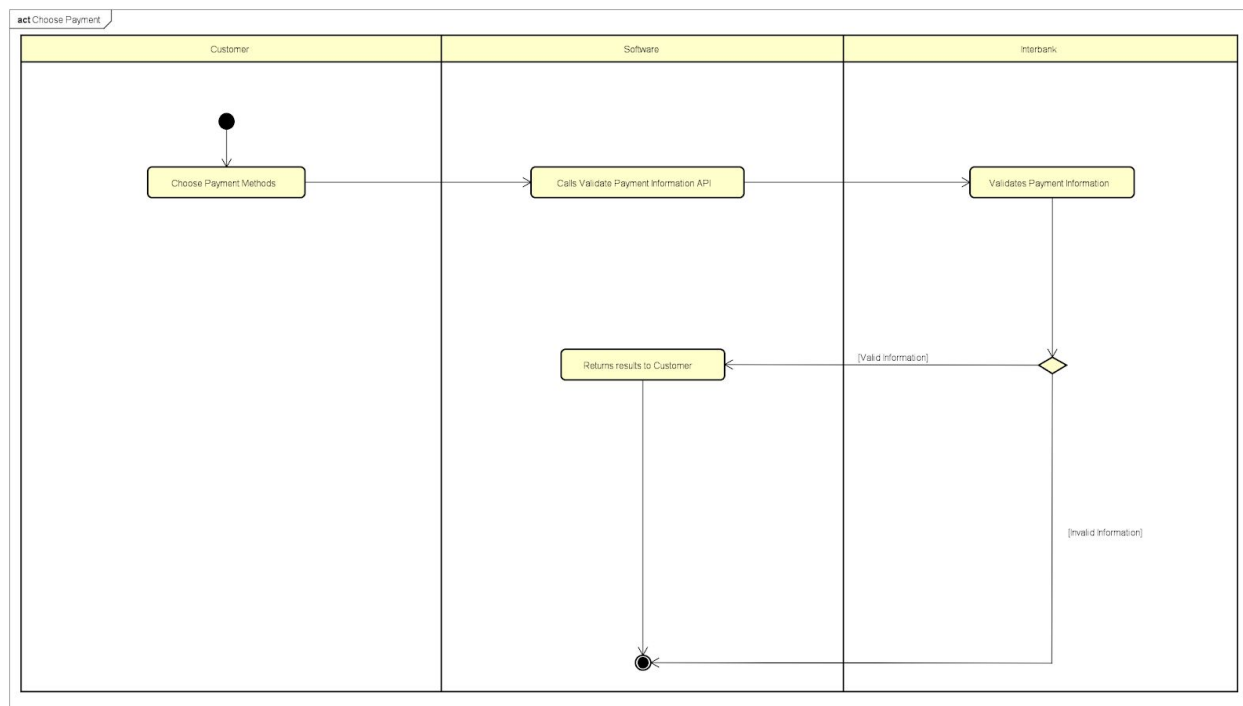 act Choose Payment
Customer
Software
Interbank
Choose Payment Methods
Calls Validate Payment Information API
Validates Payment Information
Returns results to Customer
[Valid Information]
[Invalid Information]